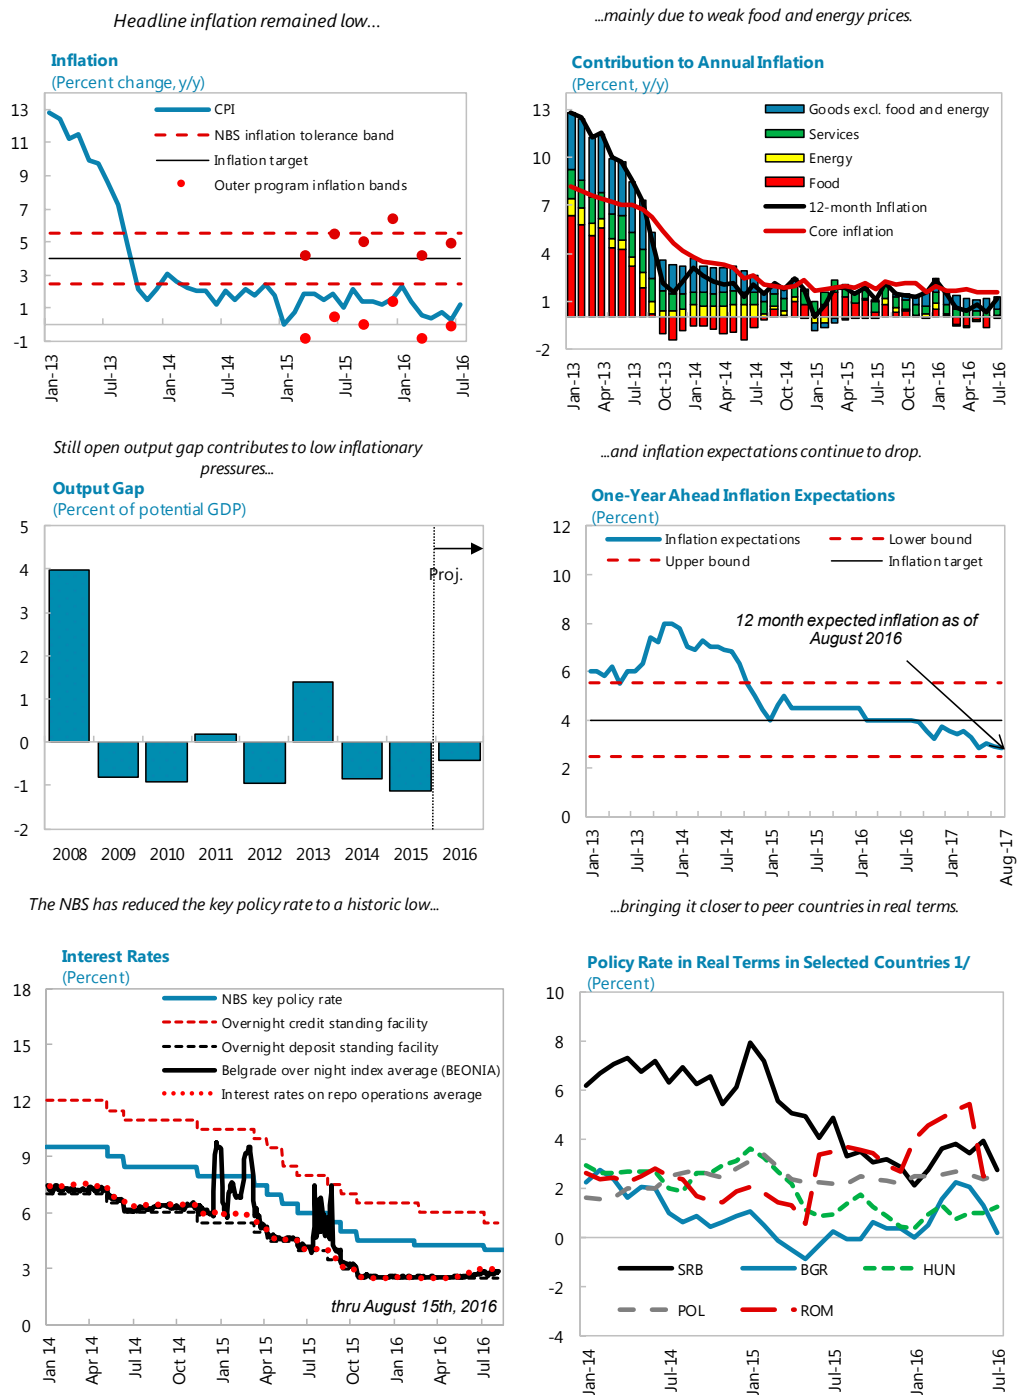 Headline inflation remained low...
Inflation
(Percent change, y/y)
CPI
NBS inflation tolerance band
Inflation target
Outer program inflation bands
13
11
9
7
5
3
1
-1
Jan-13
Jul-13
Jan-14
Jul-14
Jan-15
Jul-15
Jan-16
Jul-16
...mainly due to weak food and energy prices.
Contribution to Annual Inflation
(Percent, y/y)
Goods excl. food and energy
Services
Energy
Food
12-month Inflation
Core inflation
13
10
7
4
1
-2
Jan-13
Apr-13
Jul-13
Oct-13
Jan-14
Apr-14
Jul-14
Oct-14
Jan-15
Apr-15
Jul-15
Oct-15
Jan-16
Apr-16
Jul-16
Still open output gap contributes to low inflationary
pressures...
Output Gap
(Percent of potential GDP)
Proj.
5
4
3
2
1
0
-1
-2
2008
2009
2010
2011
2012
2013
2014
2015
2016
...and inflation expectations continue to drop.
One-Year Ahead Inflation Expectations
(Percent)
Inflation expectations
Lower bound
Upper bound
Inflation target
12 month expected inflation as of
August 2016
12
10
8
6
4
2
0
Jan-13
Jul-13
Jan-14
Jul-14
Jan-15
Jul-15
Jan-16
Jul-16
Jan-17
Aug-17
The NBS has reduced the key policy rate to a historic low...
Interest Rates
(Percent)
NBS key policy rate
Overnight credit standing facility
Overnight deposit standing facility
Belgrade over night index average (BEONIA)
Interest rates on repo operations average
thru August 15th, 2016
18
15
12
9
6
3
0
Jan 14
Apr 14
Jul 14
Oct 14
Jan 15
Apr 15
Jul 15
Oct 15
Jan 16
Apr 16
Jul 16
...bringing it closer to peer countries in real terms.
Policy Rate in Real Terms in Selected Countries 1/
(Percent)
10
8
6
4
2
0
-2
-4
SRB
BGR
HUN
POL
ROM
Jan-14
Jul-14
Jan-15
Jul-15
Jan-16
Jul-16